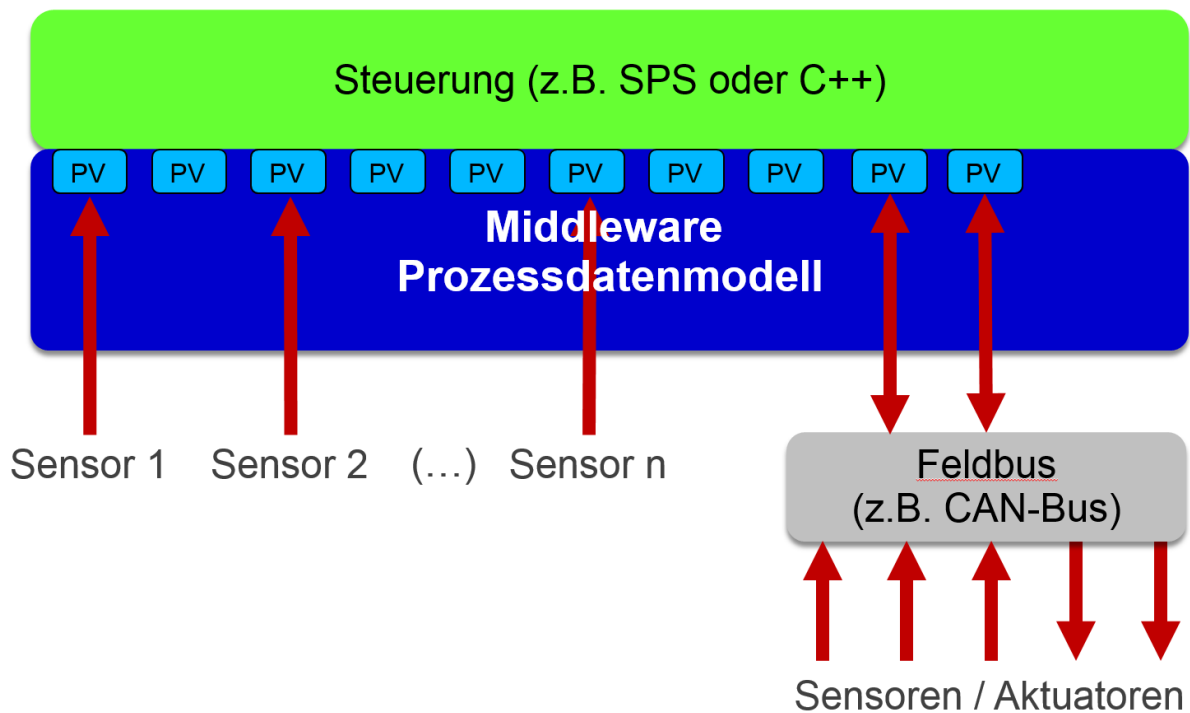 Steuerung (z.B. SPS oder C++)
PV PV PV PV PV PV PV PV PV PV
Middleware
Prozessdatenmodell
Sensor 1 Sensor 2 (...) Sensor n
Feldbus
(z.B. CAN-Bus)
Sensoren / Aktuatoren